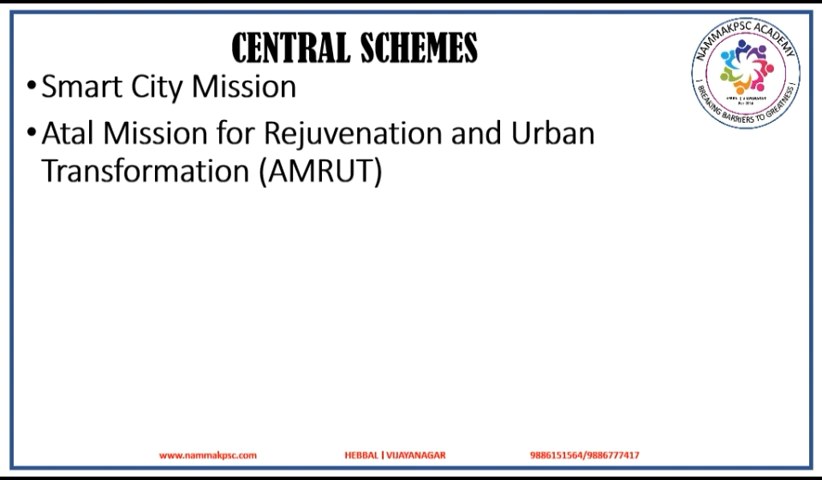 CENTRAL SCHEMES
NAMMAKPSC ACADEMY
! BREAKING BARRIERS TO GREATNESS !
•Smart City Mission
•Atal Mission for Rejuvenation and Urban
Transformation (AMRUT)
www.nammakpsc.com
HEBBAL | VIJAYANAGAR
9886151564/9886777417